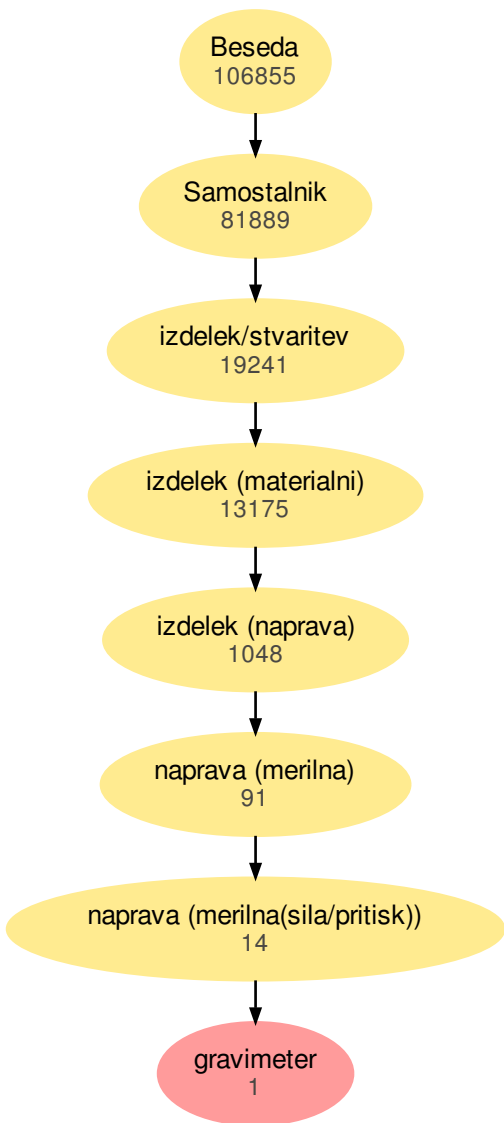 Beseda
106855
Samostalnik
81889
izdelek/stvaritev
19241
izdelek (materialni)
13175
izdelek (naprava)
1048
naprava (merilna)
91
naprava (merilna(sila/pritisk))
14
gravimeter
1